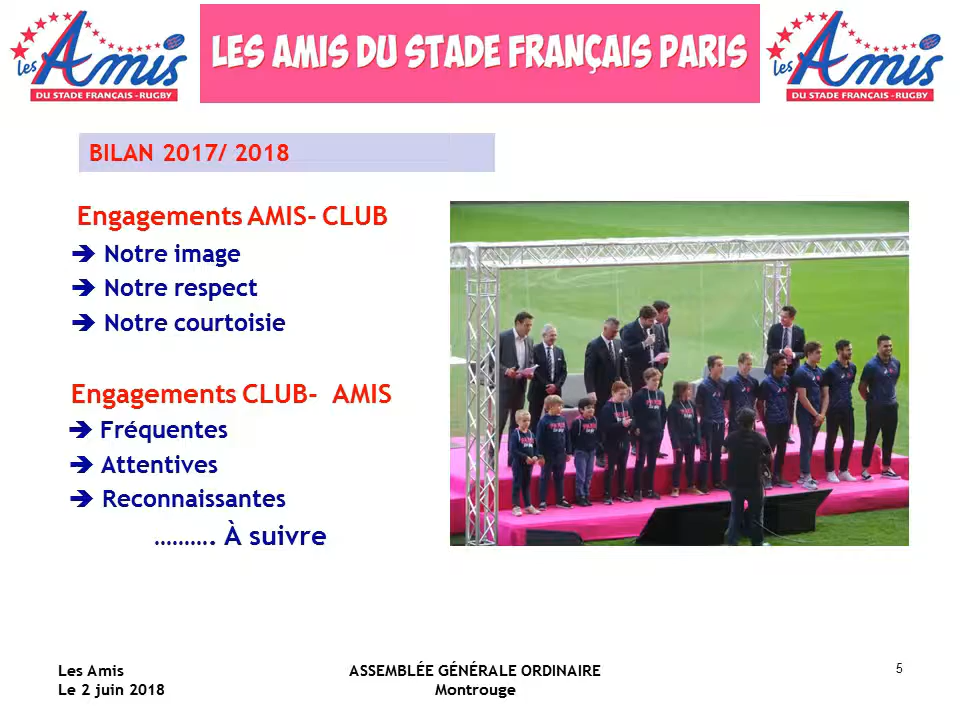 les Amis
DU STADE FRANÇAIS - RUGBY
LES AMIS DU STADE FRANÇAIS PARIS
les Amis
DU STADE FRANÇAIS - RUGBY
BILAN 2017/ 2018
Engagements AMIS- CLUB
➔ Notre image
➔ Notre respect
➔ Notre courtoisie
Engagements CLUB- AMIS
➔ Fréquentes
➔ Attentives
➔ Reconnaissantes
………. À suivre
Les Amis
Le 2 juin 2018
ASSEMBLÉE GÉNÉRALE ORDINAIRE
Montrouge
5